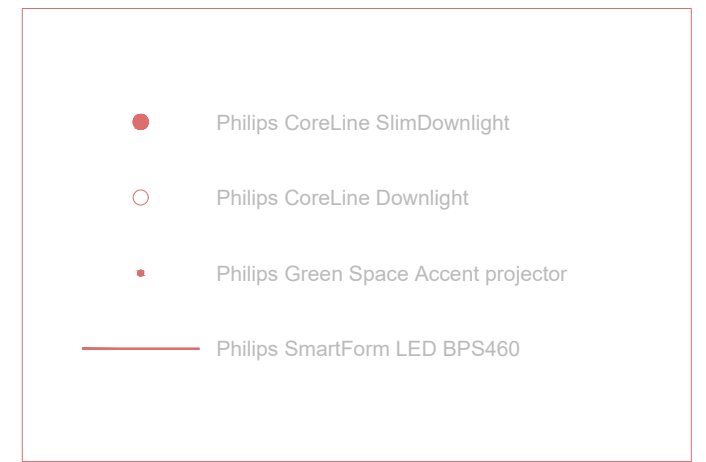 Philips CoreLine SlimDownlight
Philips CoreLine Downlight
Philips Green Space Accent projector
Philips SmartForm LED BPS460